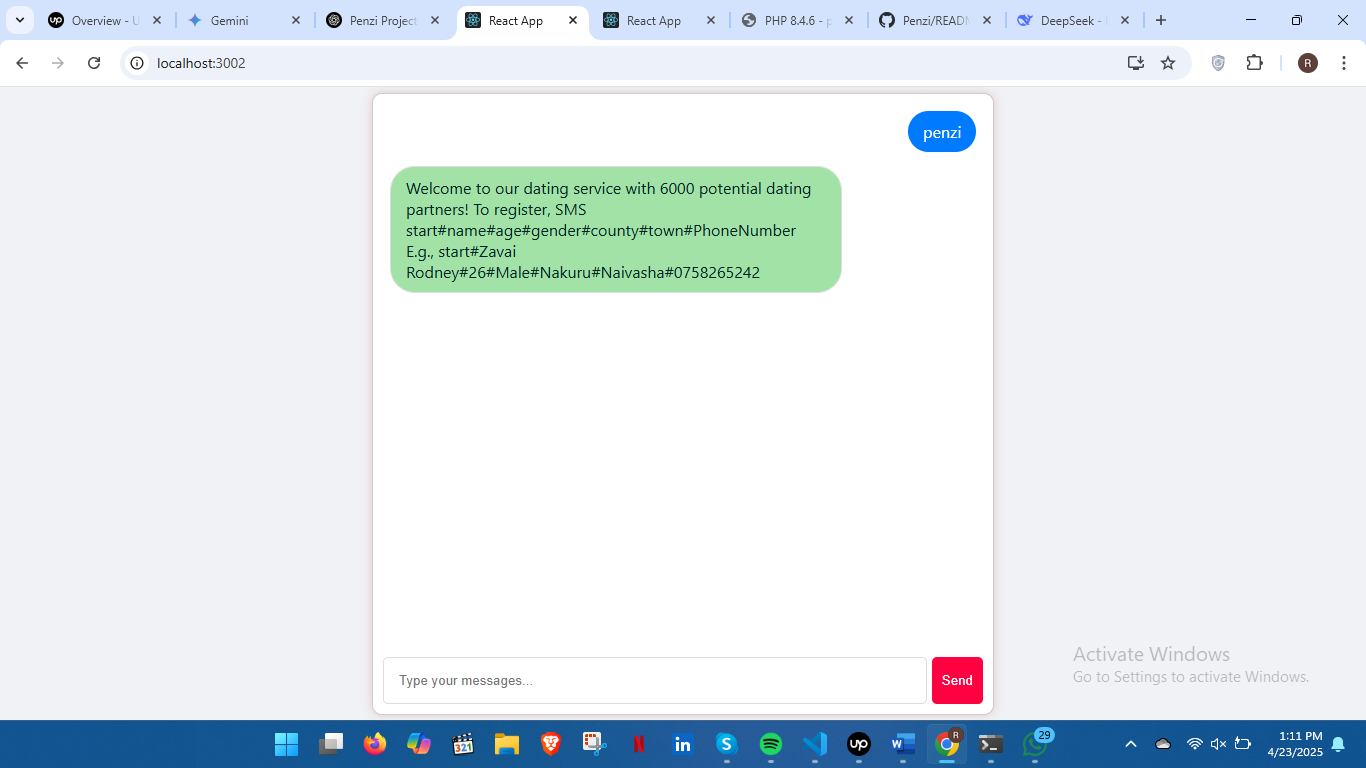 Overview - U
Gemini
Penzi Project
React App
React App
PHP 8.4.6 - p
Penzi/READM
DeepSeek -
localhost:3002
R
penzi
Welcome to our dating service with 6000 potential dating
partners! To register, SMS
start#name#age#gender#county#town#PhoneNumber
E.g., start#Zavai
Rodney#26#Male#Nakuru#Naivasha#0758265242
Activate Windows
Go to Settings to activate Windows.
Type your messages...
Send
29
1:11 PM
4/23/2025